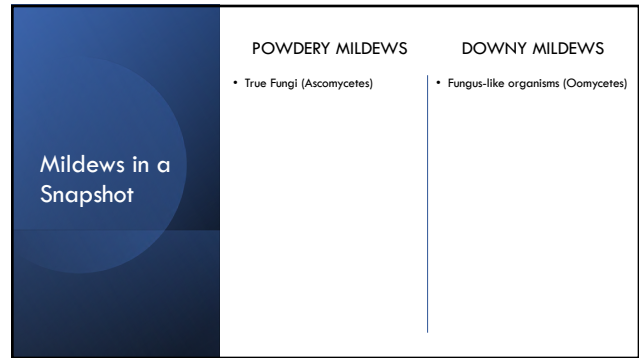 Mildews in a
Snapshot
POWDERY MILDEWS
• True Fungi (Ascomycetes)
DOWNY MILDEWS
• Fungus-like organisms (Oomycetes)